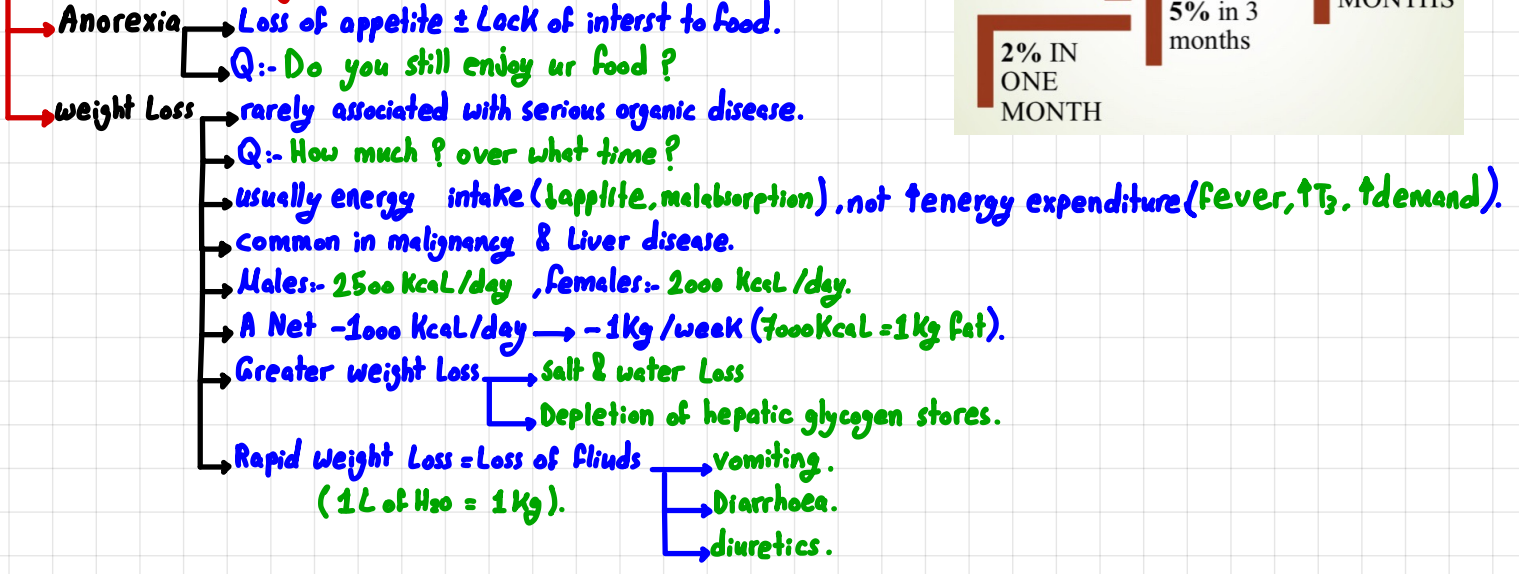 Anorexia
Loss of appetite ± Lack of interst to food.
Q:- Do you still enjoy ur food ?
5% in 3
months
MONTHS
2% IN
ONE
MONTH
weight Loss
rarely associated with serious organic disease.
Q:- How much ? over what time ?
usually energy intake (↓apptite, malabsorption), not ↑energy expenditure (fever, ↑T3, ↑demand).
common in malignancy & Liver disease.
Males:- 2500 Kcal/day , females:- 2000 Kcal/day.
A Net -1000 Kcal/day → -1Kg/week (7000Kcal = 1Kg fat).
Greater weight Loss
salt & water Loss
Depletion of hepatic glycogen stores.
Rapid weight Loss = Loss of fliuds
(1L of H2O = 1Kg).
vomiting.
Diarrhoea.
diuretics.